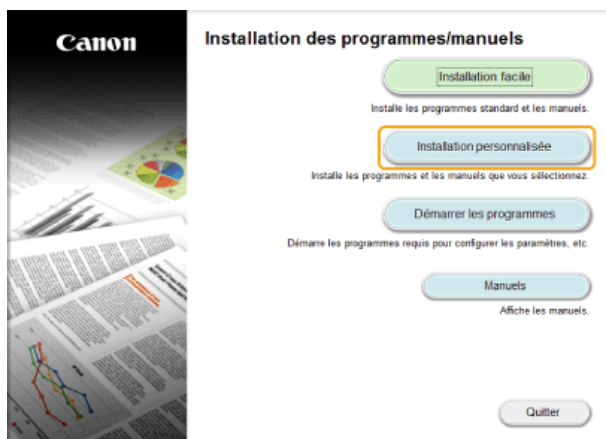 Canon
Installation des programmes/manuels
Installation facile
Installe les programmes standard et les manuels.
Installation personnalisée
Installe les programmes et les manuels que vous sélectionnez.
Démarrer les programmes
Démarre les programmes requis pour configurer les paramètres, etc.
Manuels
Affiche les manuels.
Quitter